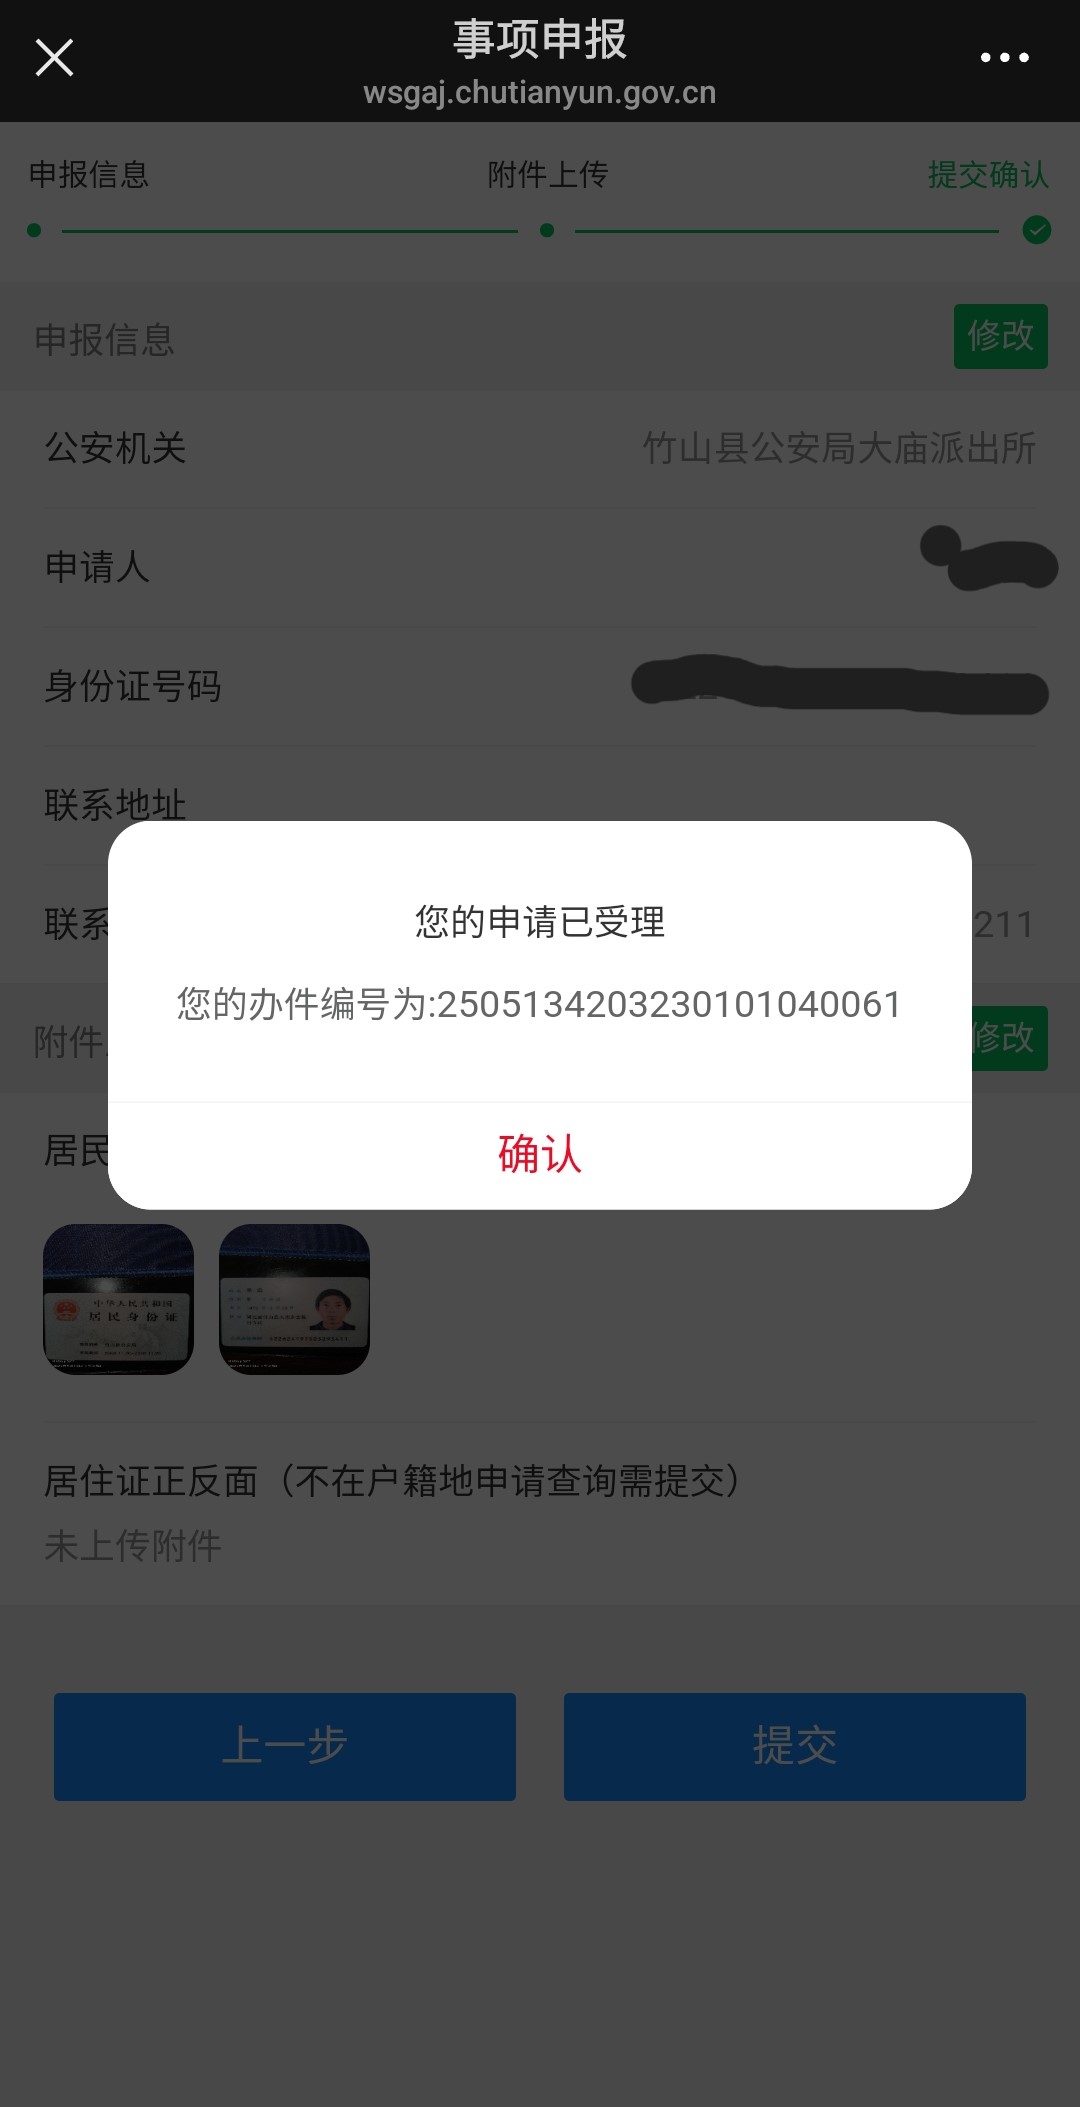 事项申报
wsgaj.chutianyun.gov.cn
申报信息 附件上传 提交确认
申报信息 修改
公安机关 竹山县公安局大庙派出所
申请人
身份证号码
联系地址
联系 211
附件 修改
居民
您的申请已受理
您的办件编号为:2505134203230101040061
确认
中华人民共和国
居民身份证
居住证正反面（不在户籍地申请查询需提交）
未上传附件
上一步 提交